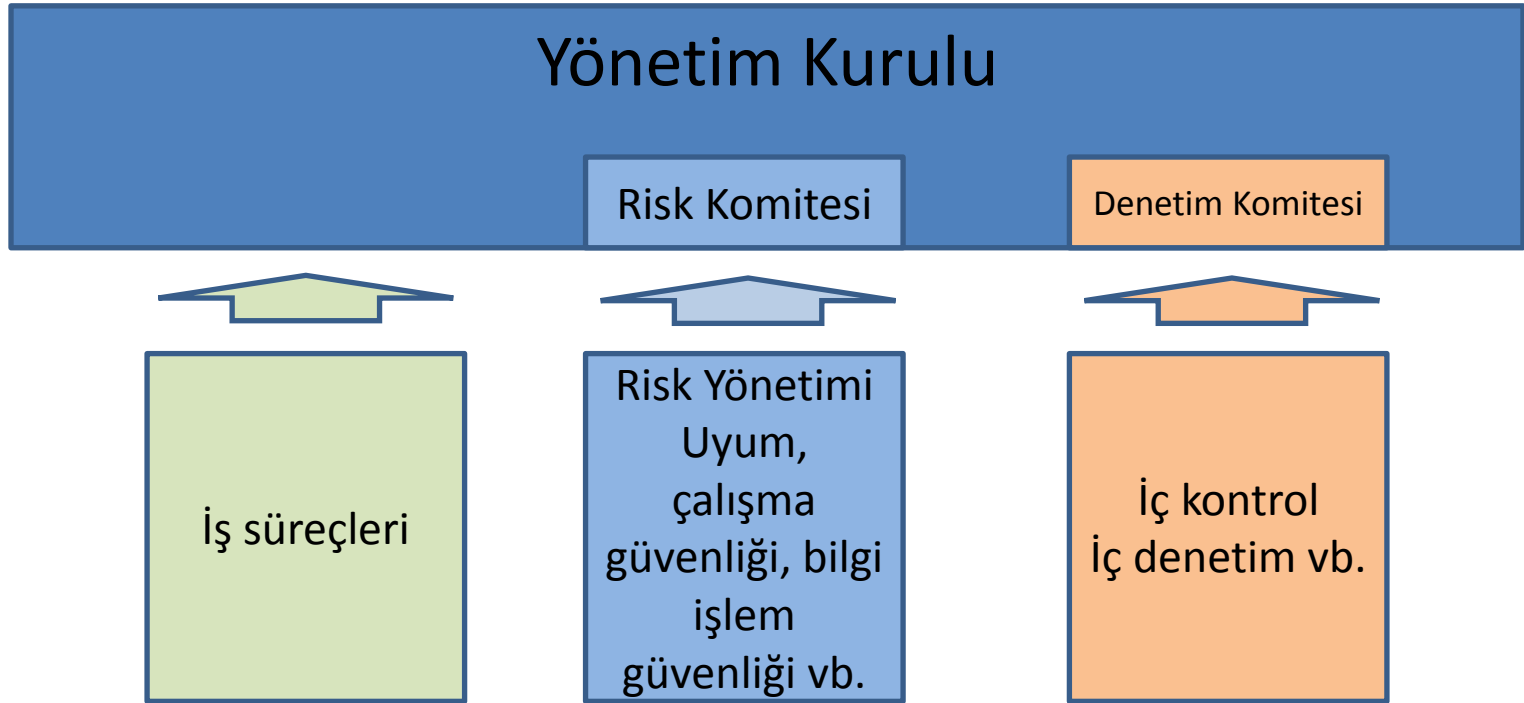 Yönetim Kurulu
Risk Komitesi
Denetim Komitesi
İş süreçleri
Risk Yönetimi
Uyum,
çalışma
güvenliği, bilgi
işlem
güvenliği vb.
İç kontrol
İç denetim vb.